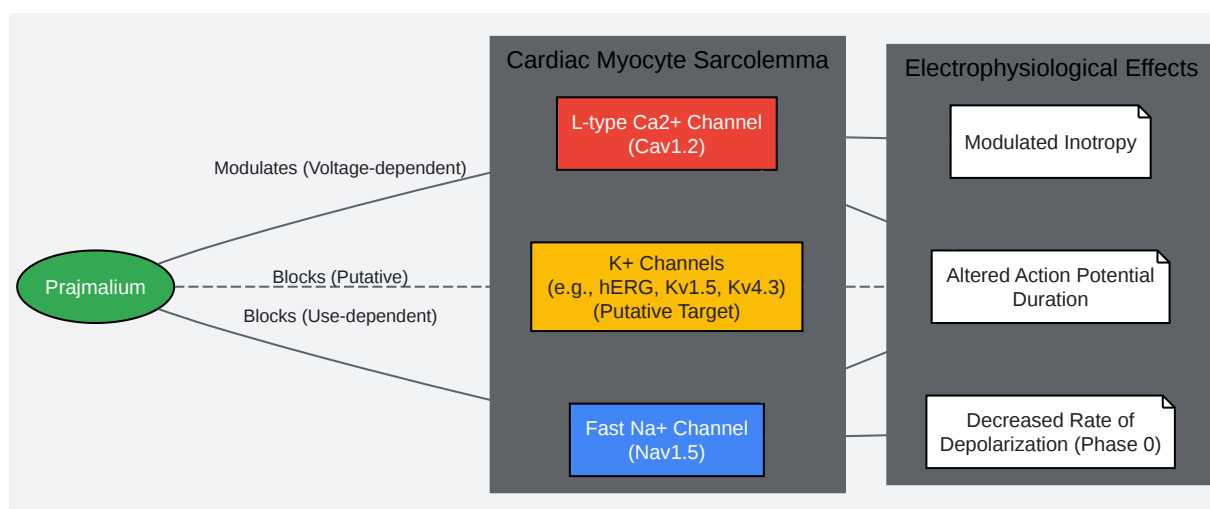 Cardiac Myocyte Sarcolemma
Electrophysiological Effects
L-type Ca2+ Channel
(Cav1.2)
Modulated Inotropy
Modulates (Voltage-dependent)
Prajmalium
Blocks (Putative)
K+ Channels
(e.g., hERG, Kv1.5, Kv4.3)
(Putative Target)
Altered Action Potential
Duration
Blocks (Use-dependent)
Fast Na+ Channel
(Nav1.5)
Decreased Rate of
Depolarization (Phase 0)